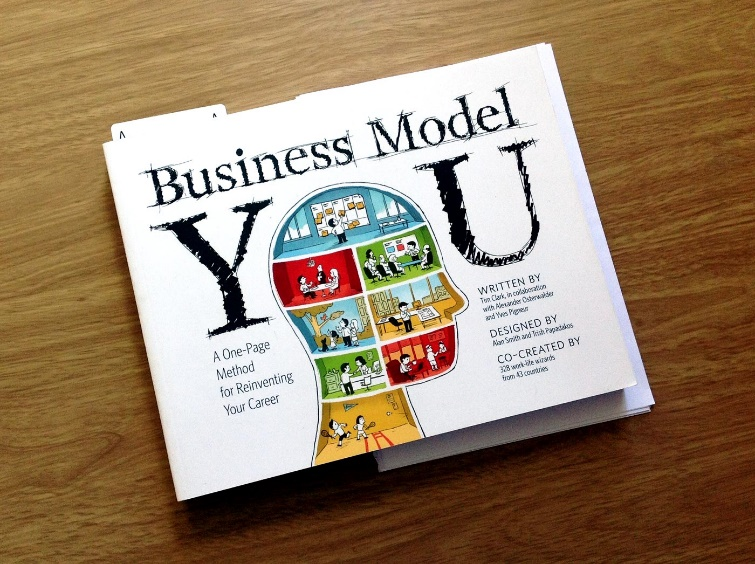 Business Model
YOU
A One-Page
Method
for Reinventing
Your Career
WRITTEN BY
Tim Clark, in collaboration
with Alexander Osterwalder
and Yves Pigneur
DESIGNED BY
Alan Smith and Trish Papadakos
CO-CREATED BY
328 work-life wizards
from 43 countries